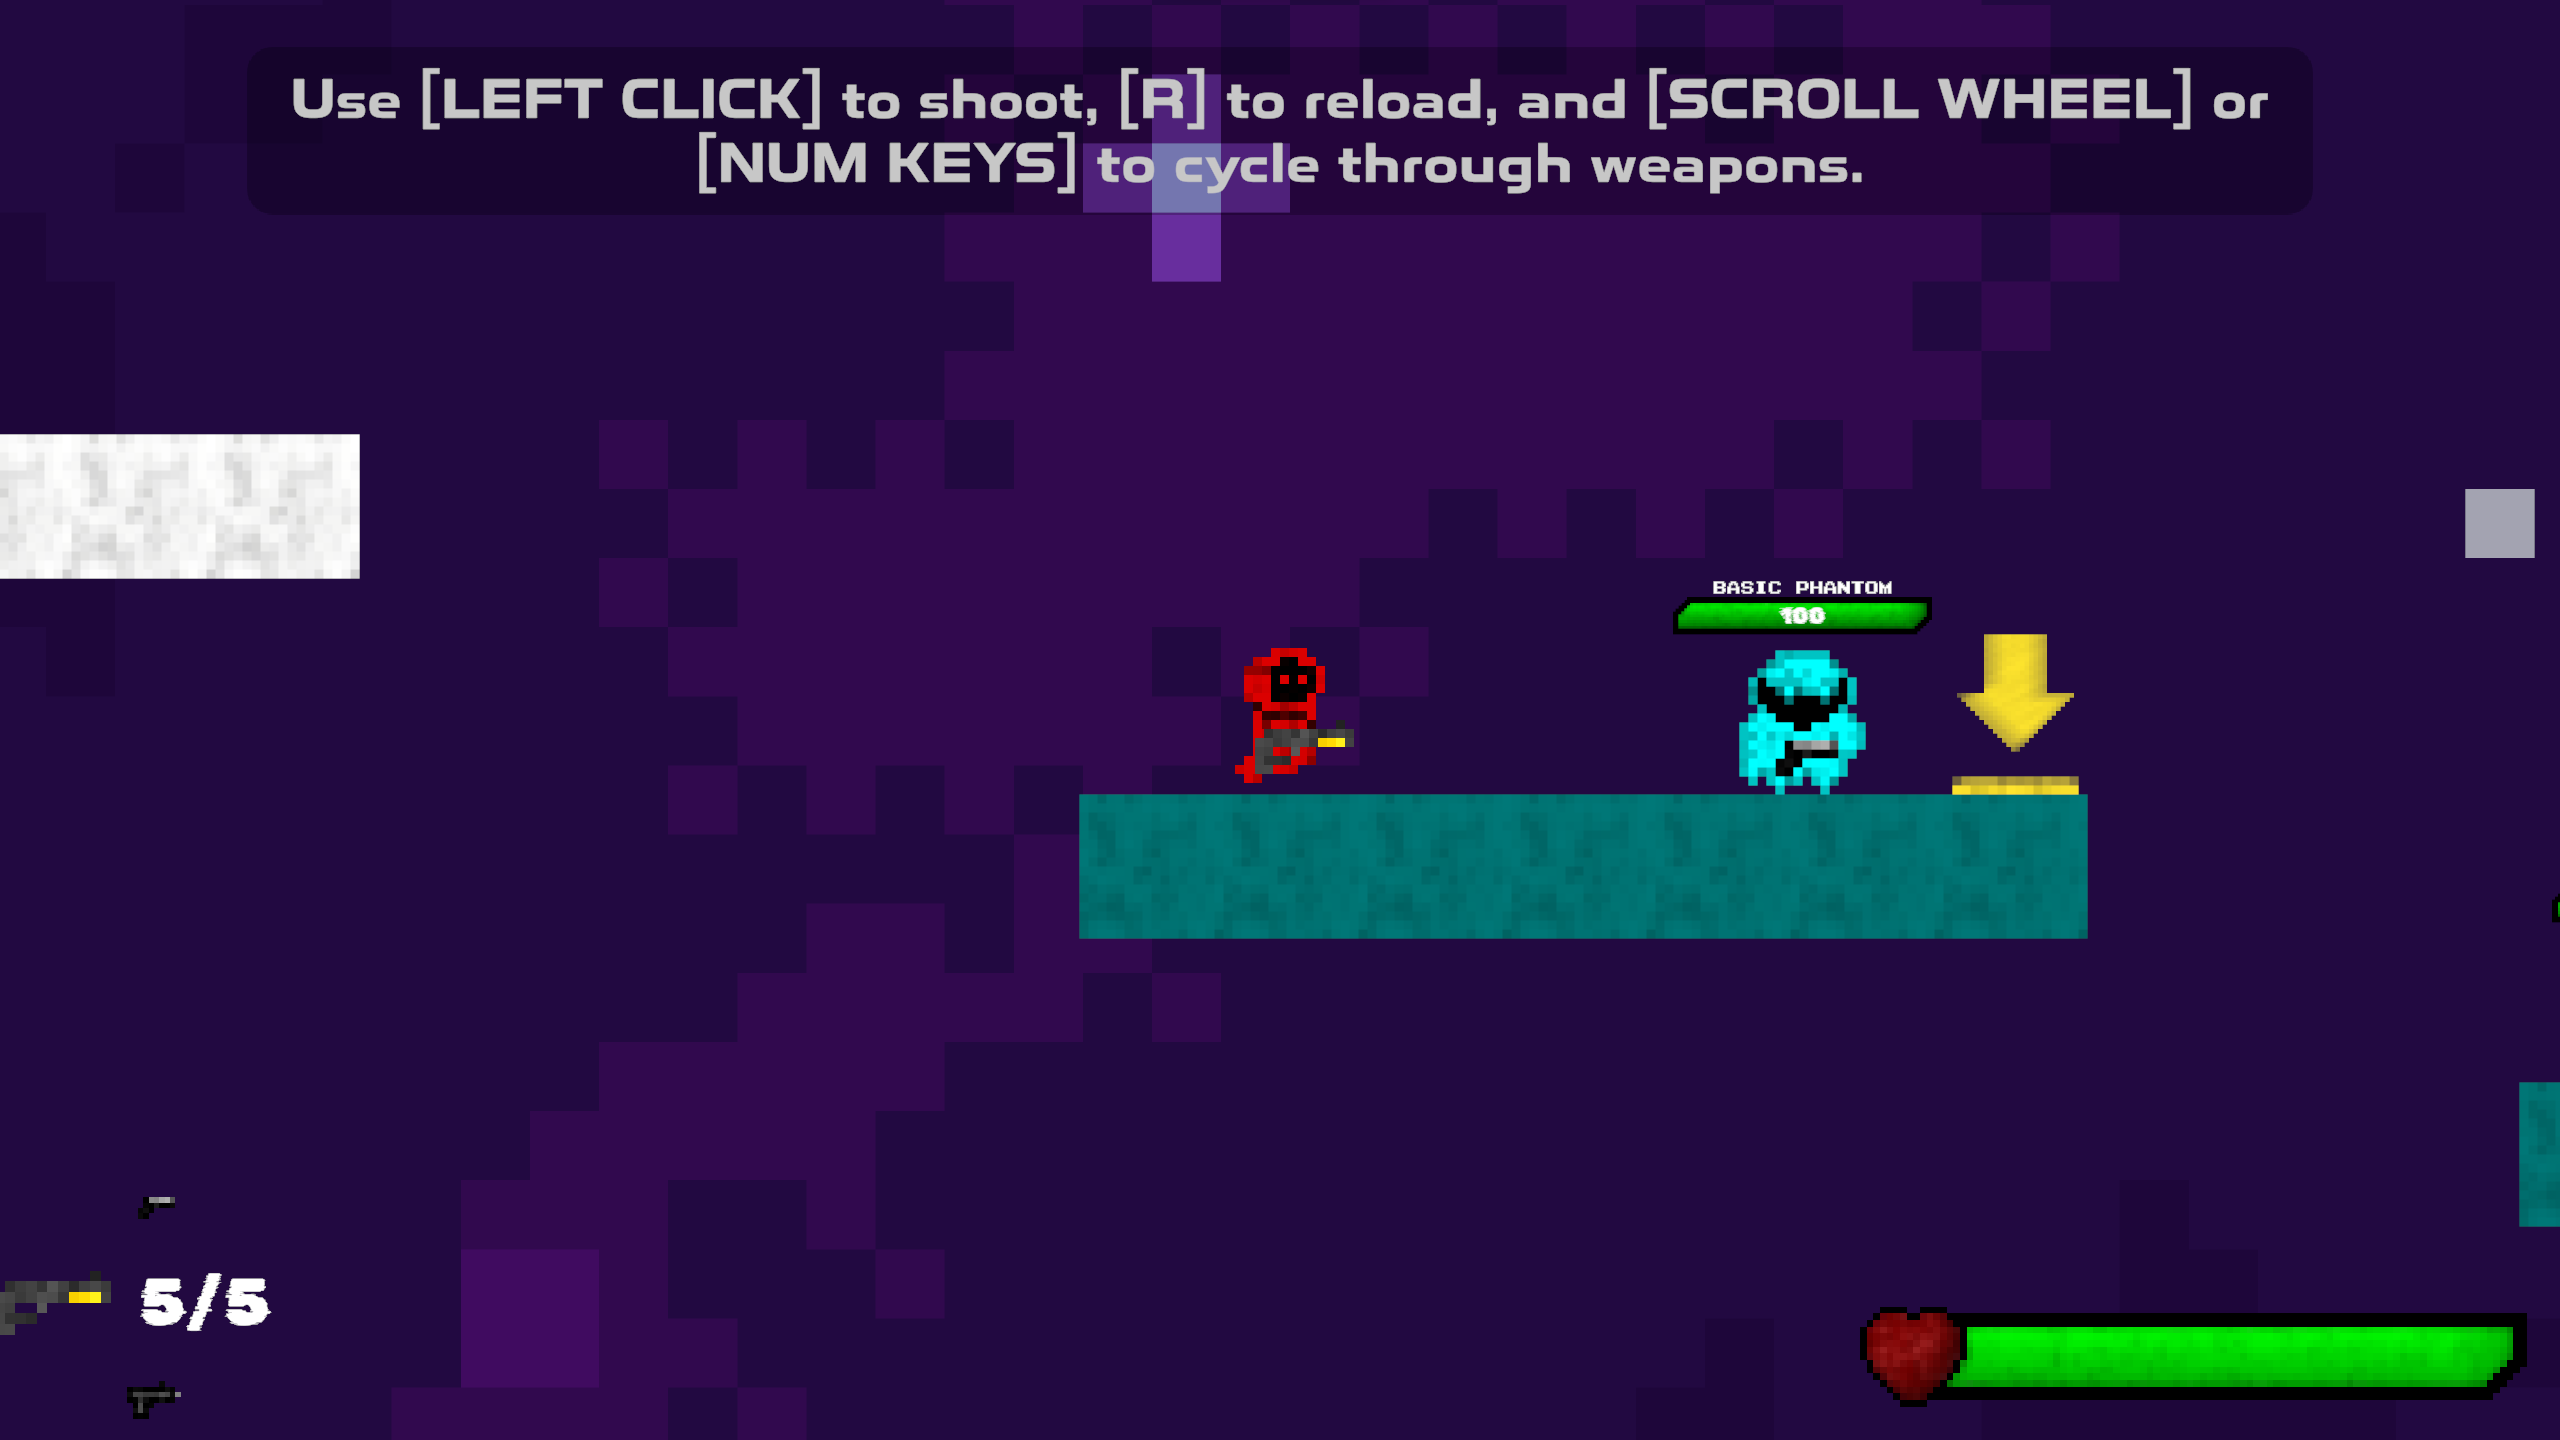 Use [LEFT CLICK] to shoot, [R] to reload, and [SCROLL WHEEL] or
[NUM KEYS] to cycle through weapons.
BASIC PHANTOM
100
5/5